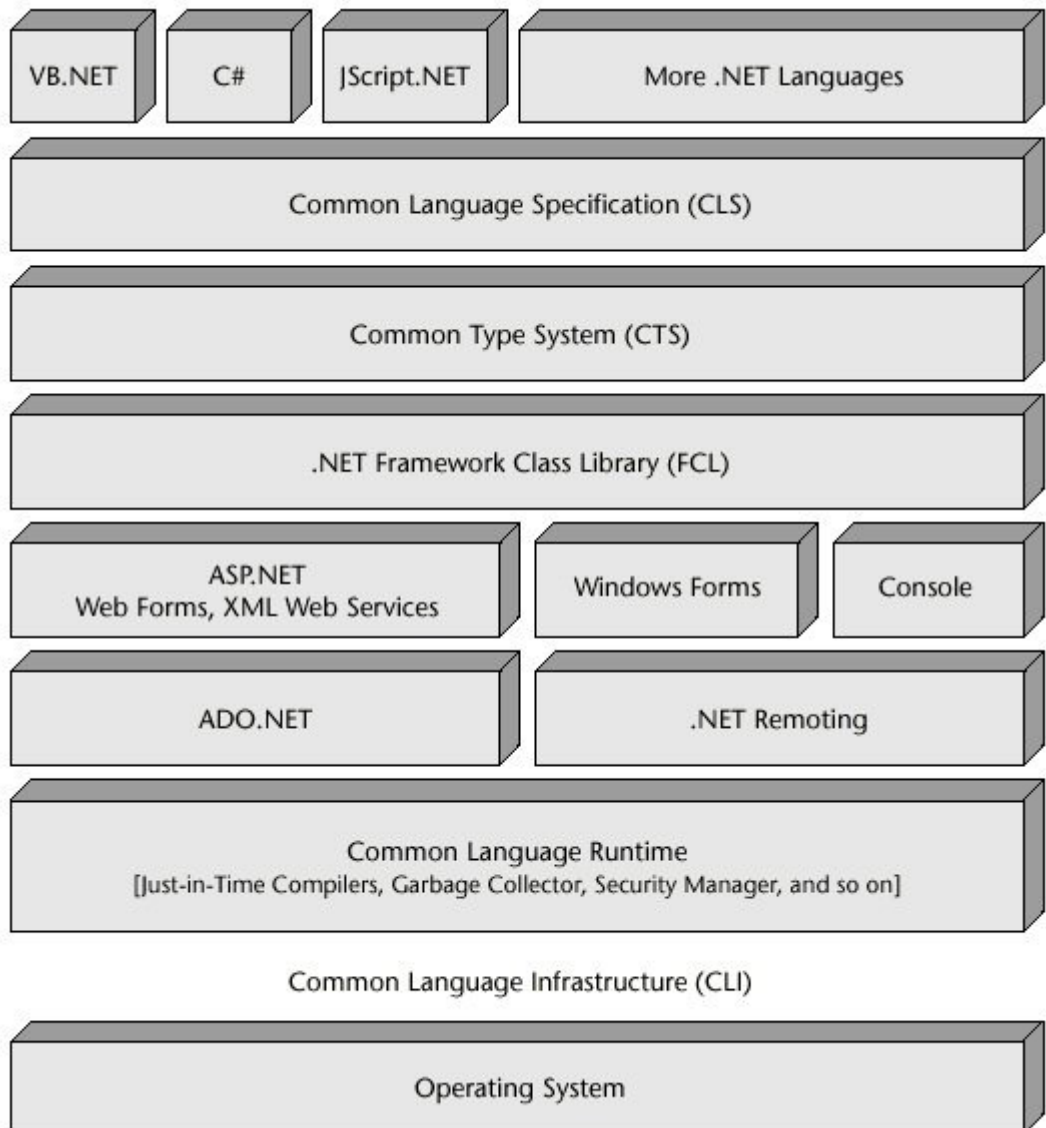 VB.NET
C#
JScript.NET
More .NET Languages
Common Language Specification (CLS)
Common Type System (CTS)
.NET Framework Class Library (FCL)
ASP.NET
Web Forms, XML Web Services
Windows Forms
Console
ADO.NET
.NET Remoting
Common Language Runtime
[Just-in-Time Compilers, Garbage Collector, Security Manager, and so on]
Common Language Infrastructure (CLI)
Operating System